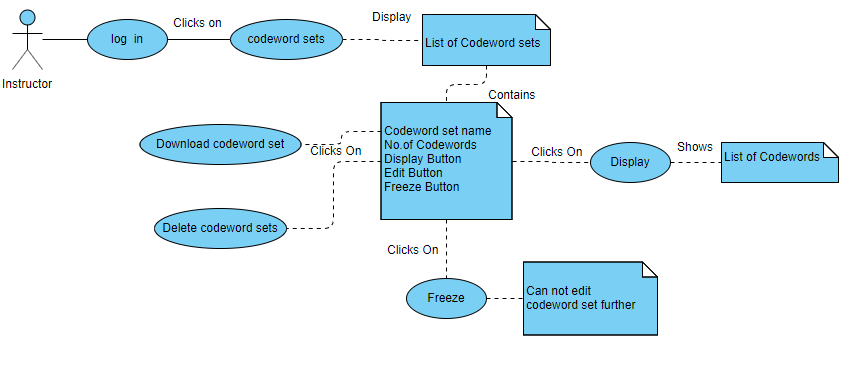 Display
Clicks on
log in
codeword sets
List of Codeword sets
Instructor
Contains
Codeword set name
No.of Codewords
Display Button
Edit Button
Freeze Button
Download codeword set
Clicks On
Clicks On
Display
Shows
List of Codewords
Delete codeword sets
Clicks On
Freeze
Can not edit
codeword set further